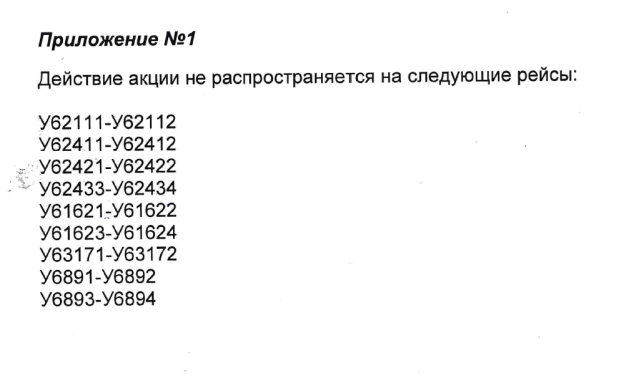 Приложение №1
Действие акции не распространяется на следующие рейсы:
У62111-У62112
У62411-У62412
У62421-У62422
У62433-У62434
У61621-У61622
У61623-У61624
У63171-У63172
У6891-У6892
У6893-У6894